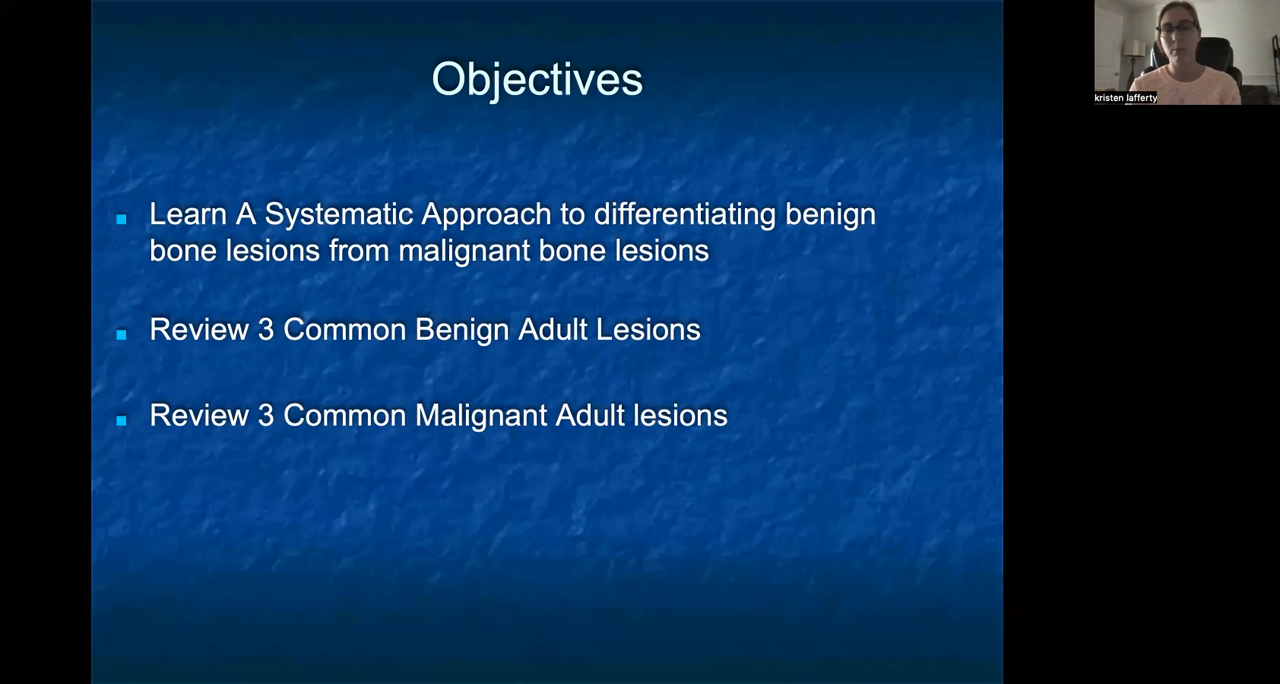 Objectives
Learn A Systematic Approach to differentiating benign
bone lesions from malignant bone lesions
Review 3 Common Benign Adult Lesions
Review 3 Common Malignant Adult lesions
kristen lafferty